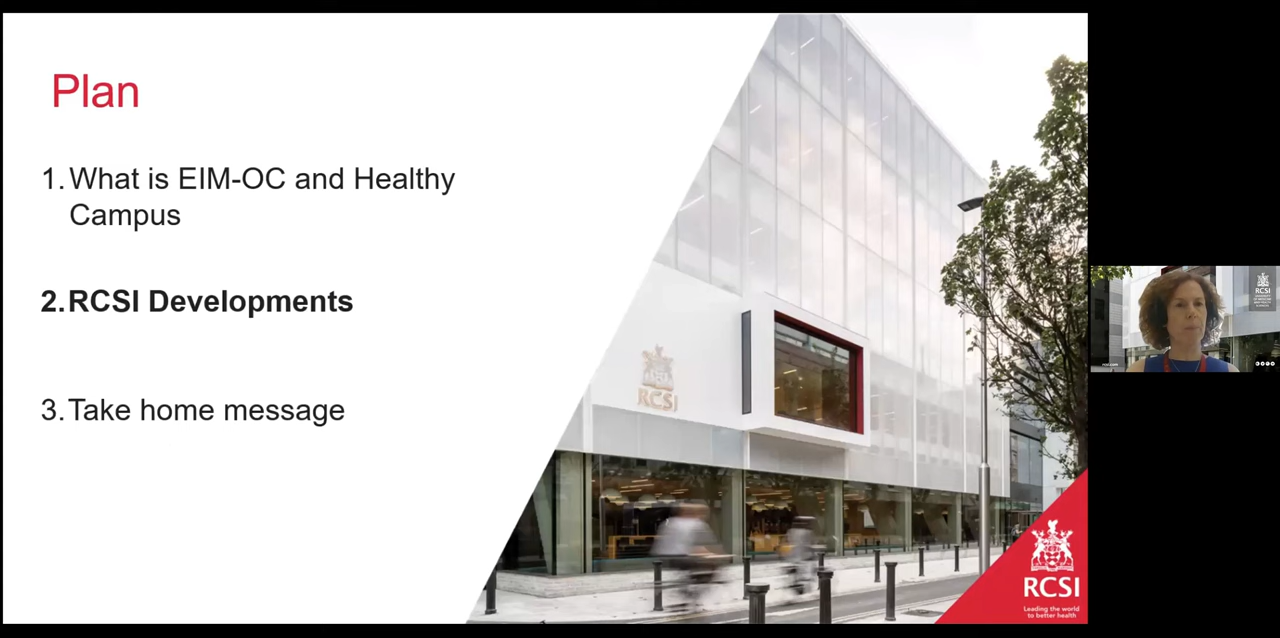 Plan
1. What is EIM-OC and Healthy
Campus
2. RCSI Developments
3. Take home message
RCSI
RCSI
Leading the world
to better health
RCSI